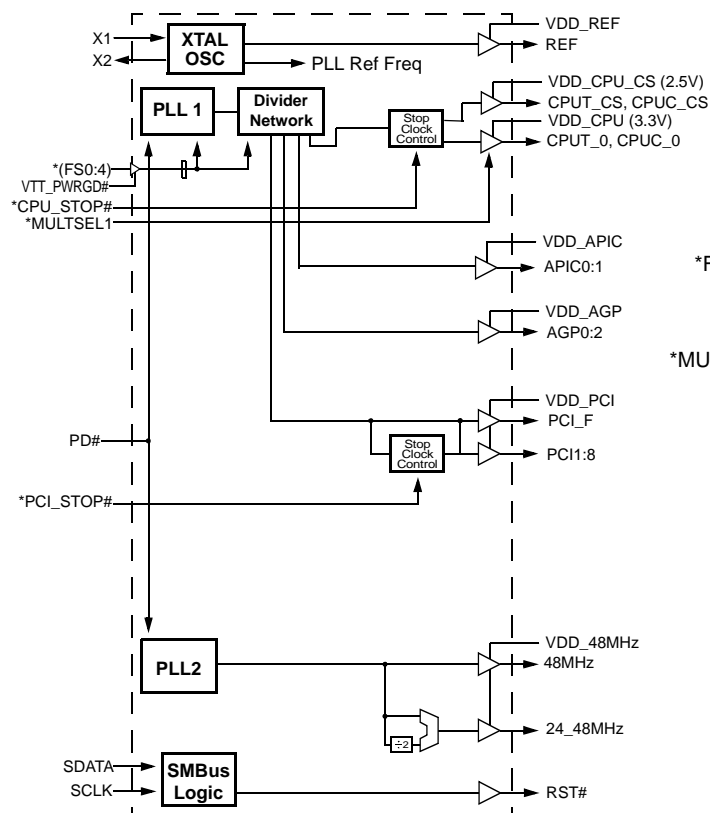 VDD_REF
X1
XTAL
OSC
REF
X2
PLL Ref Freq
VDD_CPU_CS (2.5V)
PLL 1
Divider
Network
Stop
Clock
Control
CPUT_CS, CPUC_CS
VDD_CPU (3.3V)
CPUT_0, CPUC_0
*(FS0:4)
VTT_PWRGD#
*CPU_STOP#
*MULTSEL1
VDD_APIC
APIC0:1
*F
VDD_AGP
AGP0:2
*MU
VDD_PCI
PCI_F
PD#
Stop
Clock
Control
PCI1:8
*PCI_STOP#
VDD_48MHz
PLL2
48MHz
÷2
24_48MHz
SDATA
SCLK
SMBus
Logic
RST#